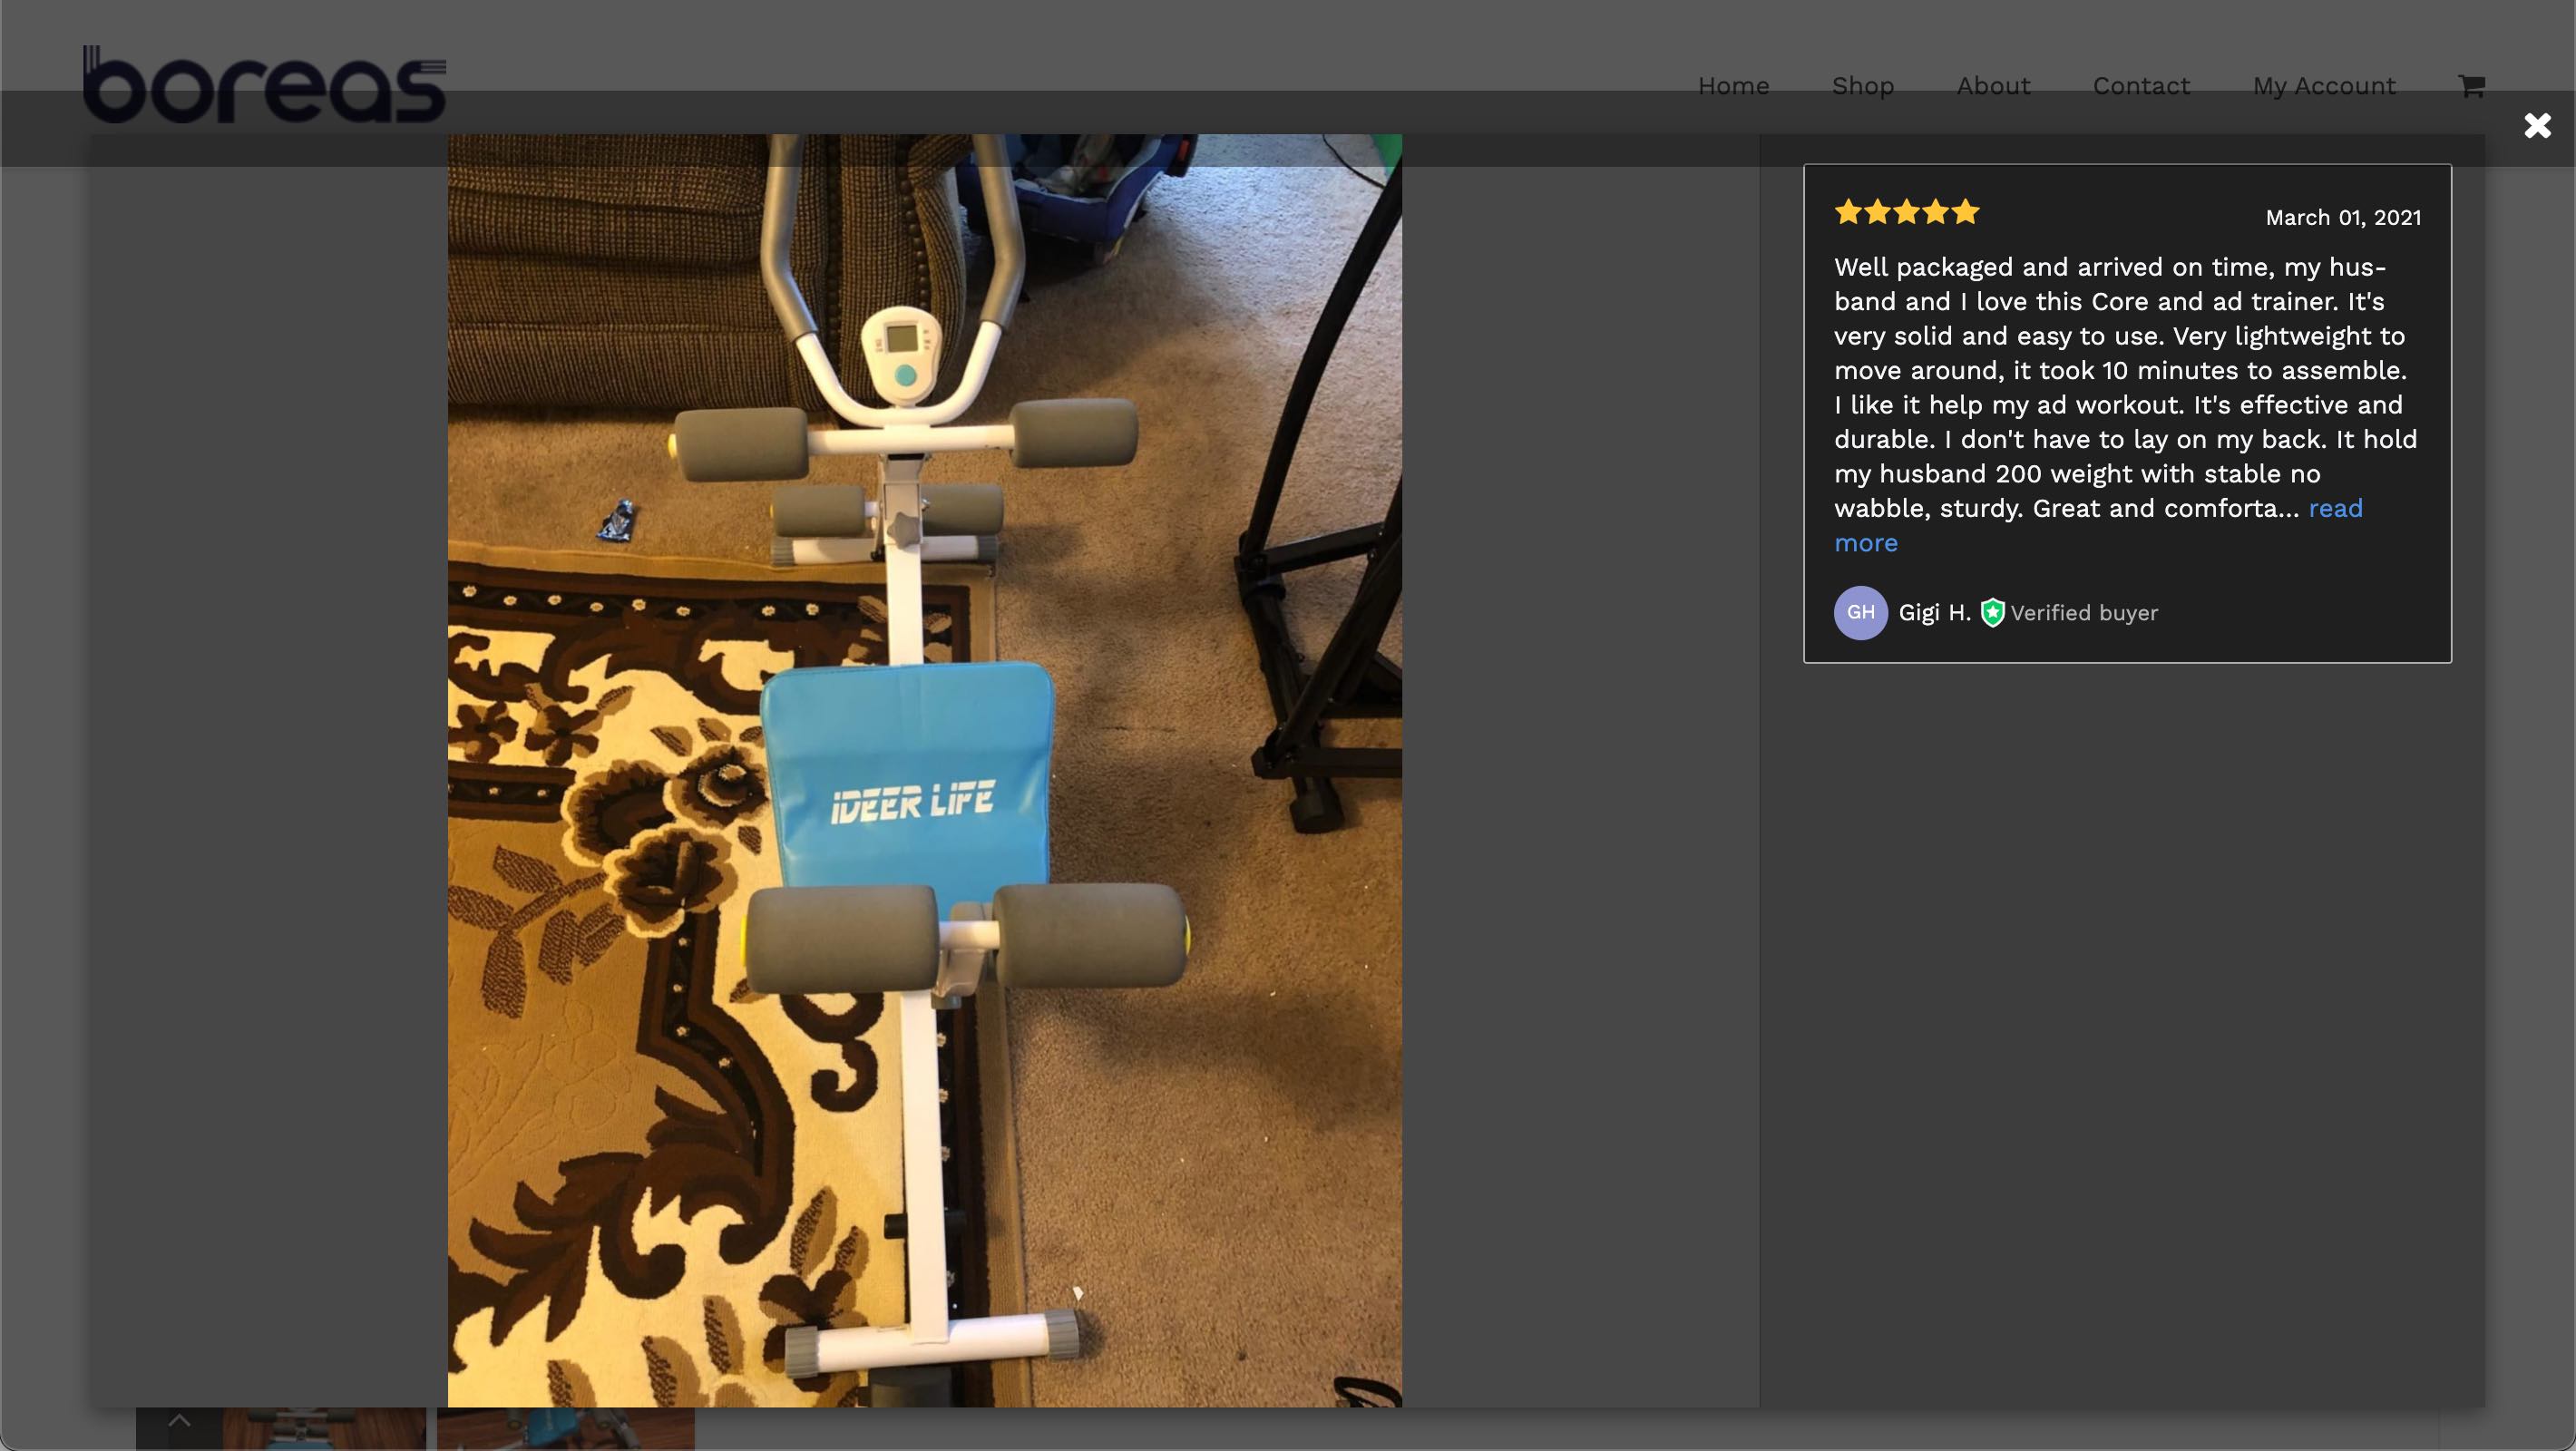 boreas
Home Shop About Contact My Account
March 01, 2021
Well packaged and arrived on time, my hus-
band and I love this Core and ad trainer. It's
very solid and easy to use. Very lightweight to
move around, it took 10 minutes to assemble.
I like it help my ad workout. It's effective and
durable. I don't have to lay on my back. It hold
my husband 200 weight with stable no
wabble, sturdy. Great and comforta... read
more
GH Gigi H. Verified buyer
iDEER LiFE